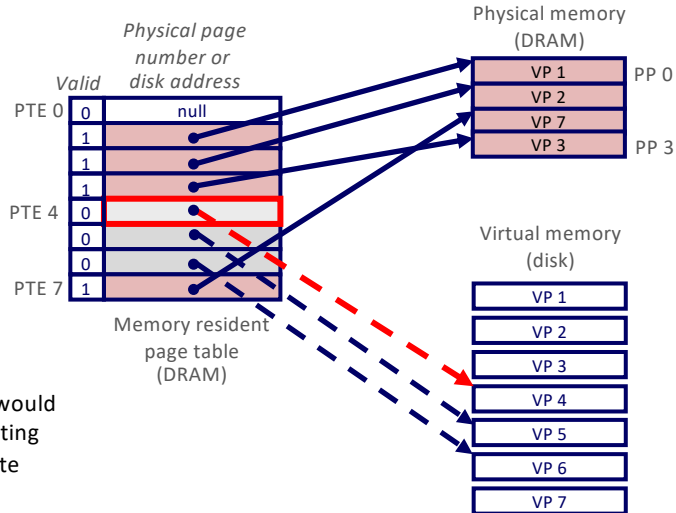 Physical page
number or
disk address
Valid
PTE 0
0
null
1
1
1
PTE 4
0
0
0
PTE 7
1
Memory resident
page table
(DRAM)
Physical memory
(DRAM)
VP 1
PP 0
VP 2
VP 7
VP 3
PP 3
Virtual memory
(disk)
VP 1
VP 2
VP 3
VP 4
VP 5
VP 6
VP 7
would
ting
te